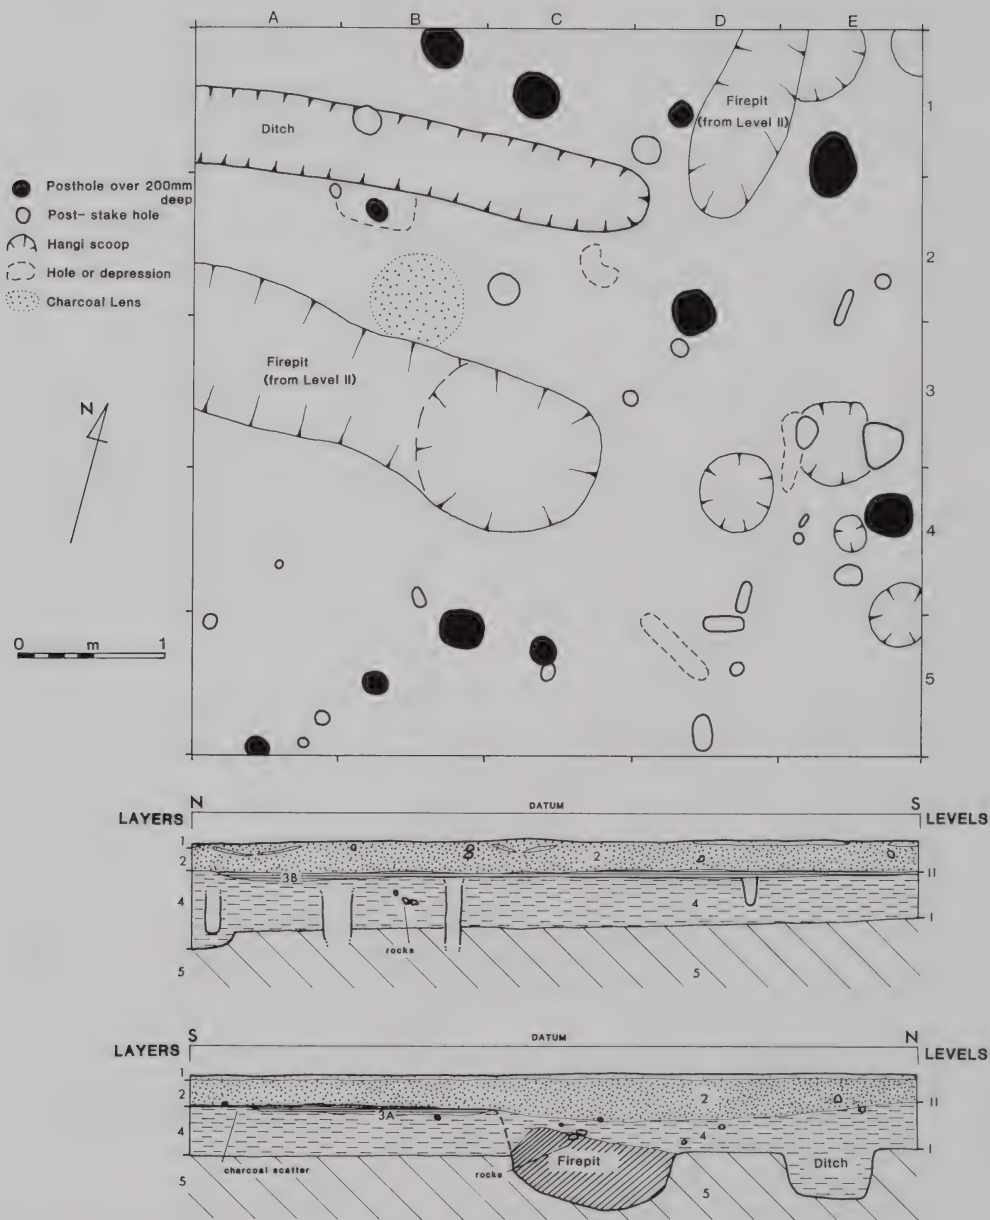 A B C D E
1
2
3
4
5
Ditch
Firepit
(from Level II)
Posthole over 200mm
deep
Post-stake hole
Hangi scoop
Hole or depression
Charcoal Lens
Firepit
(from Level II)
N
0 m 1
N DATUM S
LAYERS LEVELS
1
2 2
3B II
4 4
I
rocks
5 5
S DATUM N
LAYERS LEVELS
1
2 2
II
3A
4 4
I
charcoal scatter
rocks
Firepit
Ditch
5 5